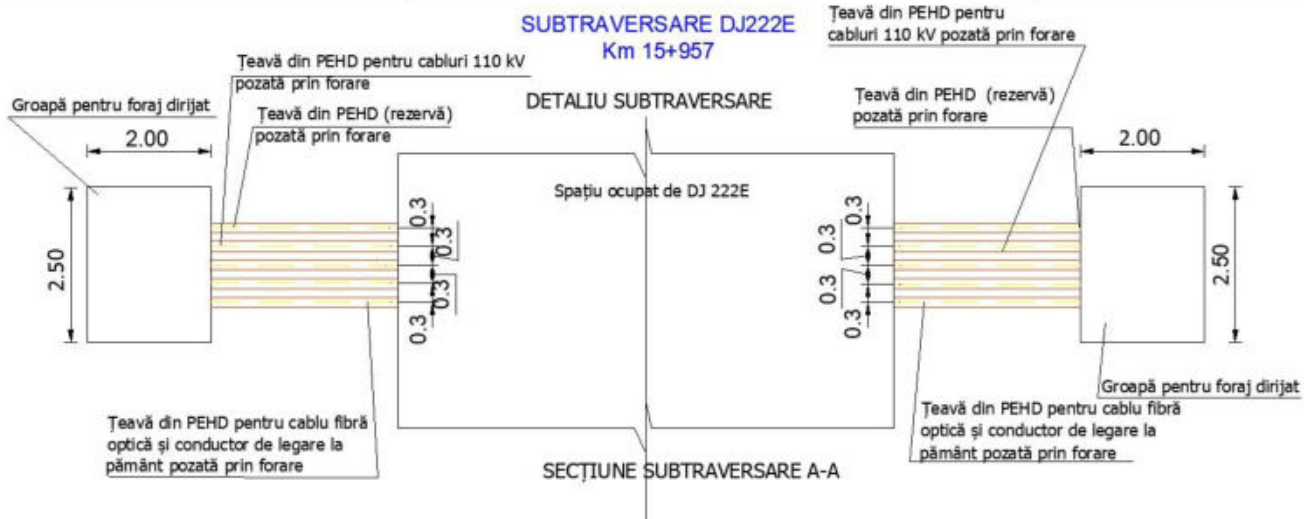 SUBTRAVERSARE DJ222E
Km 15+957
DETALIU SUBTRAVERSARE
Țeavă din PEHD pentru cabluri 110 kV
pozată prin forare
Groapă pentru foraj dirijat
Țeavă din PEHD (rezervă)
pozată prin forare
2.00
2.50
Spațiu ocupat de DJ 222E
0.3
0.3
0.3
0.3
Țeavă din PEHD pentru cablu fibră
optică și conductor de legare la
pământ pozată prin forare
Țeavă din PEHD pentru
cabluri 110 kV pozată prin forare
Țeavă din PEHD (rezervă)
pozată prin forare
2.00
0.3
0.3
0.3
0.3
2.50
Groapă pentru foraj dirijat
Țeavă din PEHD pentru cablu fibră
optică și conductor de legare la
pământ pozată prin forare
SECȚIUNE SUBTRAVERSARE A-A